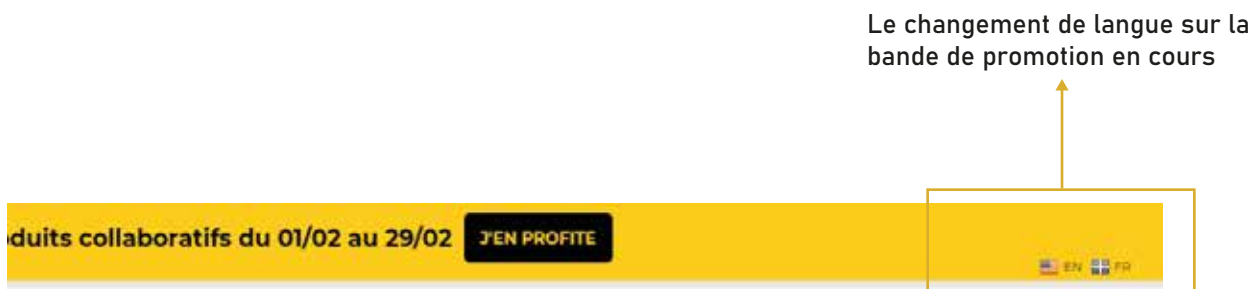 Le changement de langue sur la
bande de promotion en cours
duits collaboratifs du 01/02 au 29/02 J'EN PROFITE
EN FR